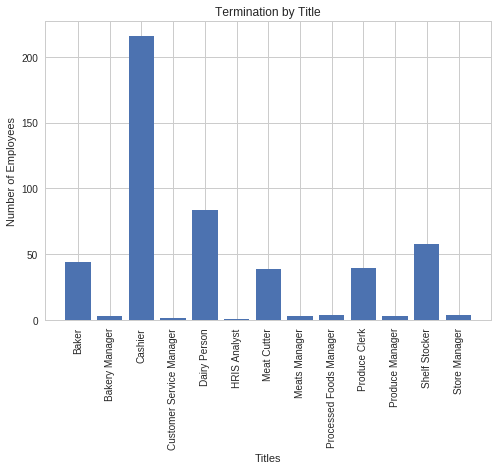 Termination by Title
Number of Employees
200
150
100
50
0
Baker
Bakery Manager
Cashier
Customer Service Manager
Dairy Person
HRIS Analyst
Meat Cutter
Meats Manager
Processed Foods Manager
Produce Clerk
Produce Manager
Shelf Stocker
Store Manager
Titles